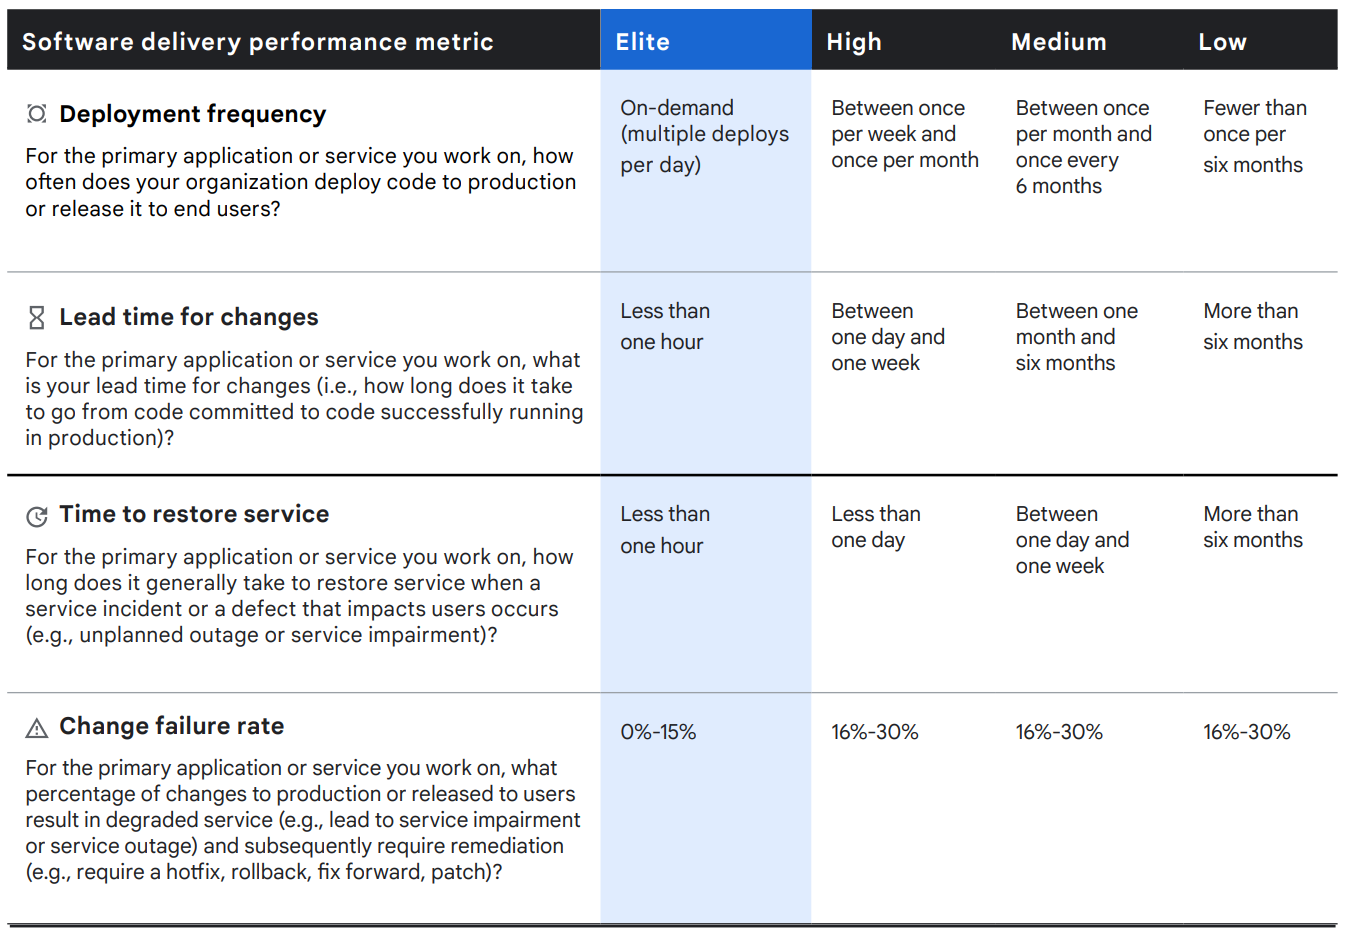 Software delivery performance metric Elite High Medium Low
Deployment frequency
For the primary application or service you work on, how
often does your organization deploy code to production
or release it to end users?
On-demand
(multiple deploys
per day)
Between once
per week and
once per month
Between once
per month and
once every
6 months
Fewer than
once per
six months
Lead time for changes
For the primary application or service you work on, what
is your lead time for changes (i.e., how long does it take
to go from code committed to code successfully running
in production)?
Less than
one hour
Between
one day and
one week
Between one
month and
six months
More than
six months
Time to restore service
For the primary application or service you work on, how
long does it generally take to restore service when a
service incident or a defect that impacts users occurs
(e.g., unplanned outage or service impairment)?
Less than
one hour
Less than
one day
Between
one day and
one week
More than
six months
Change failure rate
For the primary application or service you work on, what
percentage of changes to production or released to users
result in degraded service (e.g., lead to service impairment
or service outage) and subsequently require remediation
(e.g., require a hotfix, rollback, fix forward, patch)?
0%-15%
16%-30%
16%-30%
16%-30%